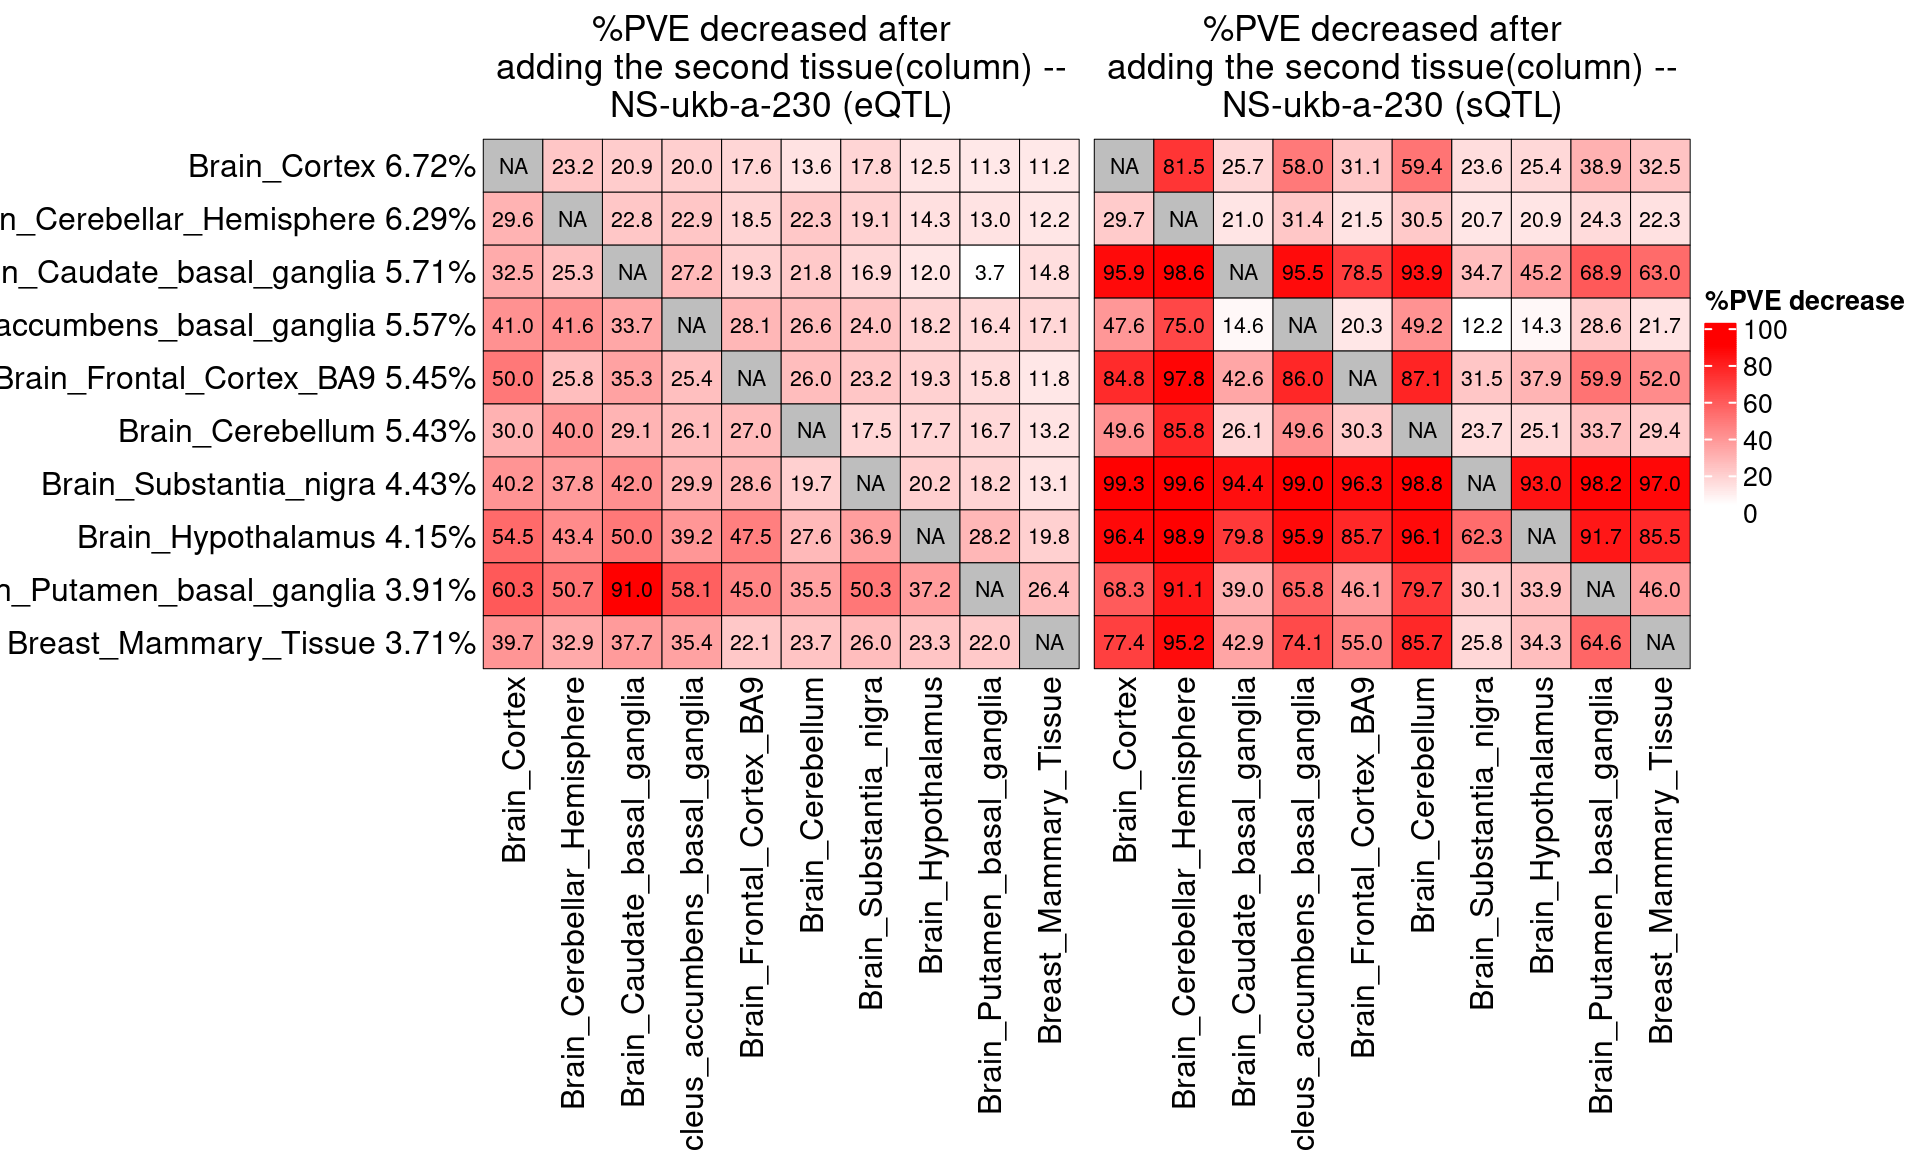 %PVE decreased after
adding the second tissue(column) --
NS-ukb-a-230 (eQTL)
%PVE decreased after
adding the second tissue(column) --
NS-ukb-a-230 (sQTL)
Brain_Cortex 6.72% NA 23.2 20.9 20.0 17.6 13.6 17.8 12.5 11.3 11.2 NA 81.5 25.7 58.0 31.1 59.4 23.6 25.4 38.9 32.5
n_Cerebellar_Hemisphere 6.29% 29.6 NA 22.8 22.9 18.5 22.3 19.1 14.3 13.0 12.2 29.7 NA 21.0 31.4 21.5 30.5 20.7 20.9 24.3 22.3
n_Caudate_basal_ganglia 5.71% 32.5 25.3 NA 27.2 19.3 21.8 16.9 12.0 3.7 14.8 95.9 98.6 NA 95.5 78.5 93.9 34.7 45.2 68.9 63.0
accumbens_basal_ganglia 5.57% 41.0 41.6 33.7 NA 28.1 26.6 24.0 18.2 16.4 17.1 47.6 75.0 14.6 NA 20.3 49.2 12.2 14.3 28.6 21.7
Brain_Frontal_Cortex_BA9 5.45% 50.0 25.8 35.3 25.4 NA 26.0 23.2 19.3 15.8 11.8 84.8 97.8 42.6 86.0 NA 87.1 31.5 37.9 59.9 52.0
Brain_Cerebellum 5.43% 30.0 40.0 29.1 26.1 27.0 NA 17.5 17.7 16.7 13.2 49.6 85.8 26.1 49.6 30.3 NA 23.7 25.1 33.7 29.4
Brain_Substantia_nigra 4.43% 40.2 37.8 42.0 29.9 28.6 19.7 NA 20.2 18.2 13.1 99.3 99.6 94.4 99.0 96.3 98.8 NA 93.0 98.2 97.0
Brain_Hypothalamus 4.15% 54.5 43.4 50.0 39.2 47.5 27.6 36.9 NA 28.2 19.8 96.4 98.9 79.8 95.9 85.7 96.1 62.3 NA 91.7 85.5
n_Putamen_basal_ganglia 3.91% 60.3 50.7 91.0 58.1 45.0 35.5 50.3 37.2 NA 26.4 68.3 91.1 39.0 65.8 46.1 79.7 30.1 33.9 NA 46.0
Breast_Mammary_Tissue 3.71% 39.7 32.9 37.7 35.4 22.1 23.7 26.0 23.3 22.0 NA 77.4 95.2 42.9 74.1 55.0 85.7 25.8 34.3 64.6 NA
Brain_Cortex
Brain_Cerebellar_Hemisphere
Brain_Caudate_basal_ganglia
cleus_accumbens_basal_ganglia
Brain_Frontal_Cortex_BA9
Brain_Cerebellum
Brain_Substantia_nigra
Brain_Hypothalamus
Brain_Putamen_basal_ganglia
Breast_Mammary_Tissue
Brain_Cortex
Brain_Cerebellar_Hemisphere
Brain_Caudate_basal_ganglia
cleus_accumbens_basal_ganglia
Brain_Frontal_Cortex_BA9
Brain_Cerebellum
Brain_Substantia_nigra
Brain_Hypothalamus
Brain_Putamen_basal_ganglia
Breast_Mammary_Tissue
%PVE decrease
100
80
60
40
20
0